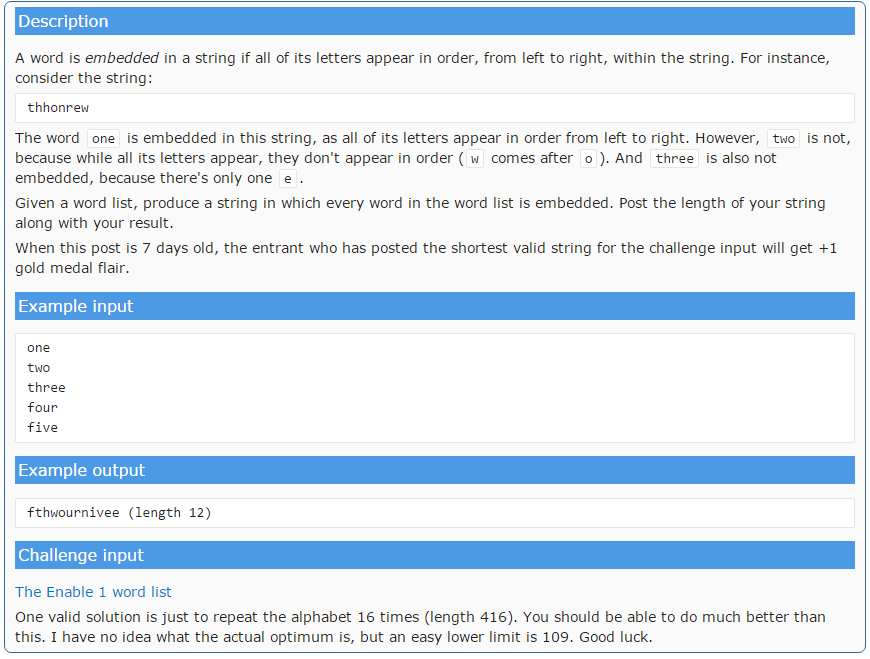 Description
A word is embedded in a string if all of its letters appear in order, from left to right, within the string. For instance,
consider the string:
thhonrew
The word one is embedded in this string, as all of its letters appear in order from left to right. However, two is not,
because while all its letters appear, they don't appear in order ( w comes after o ). And three is also not
embedded, because there's only one e .
Given a word list, produce a string in which every word in the word list is embedded. Post the length of your string
along with your result.
When this post is 7 days old, the entrant who has posted the shortest valid string for the challenge input will get +1
gold medal flair.
Example input
one
two
three
four
five
Example output
fthwournivee (length 12)
Challenge input
The Enable 1 word list
One valid solution is just to repeat the alphabet 16 times (length 416). You should be able to do much better than
this. I have no idea what the actual optimum is, but an easy lower limit is 109. Good luck.